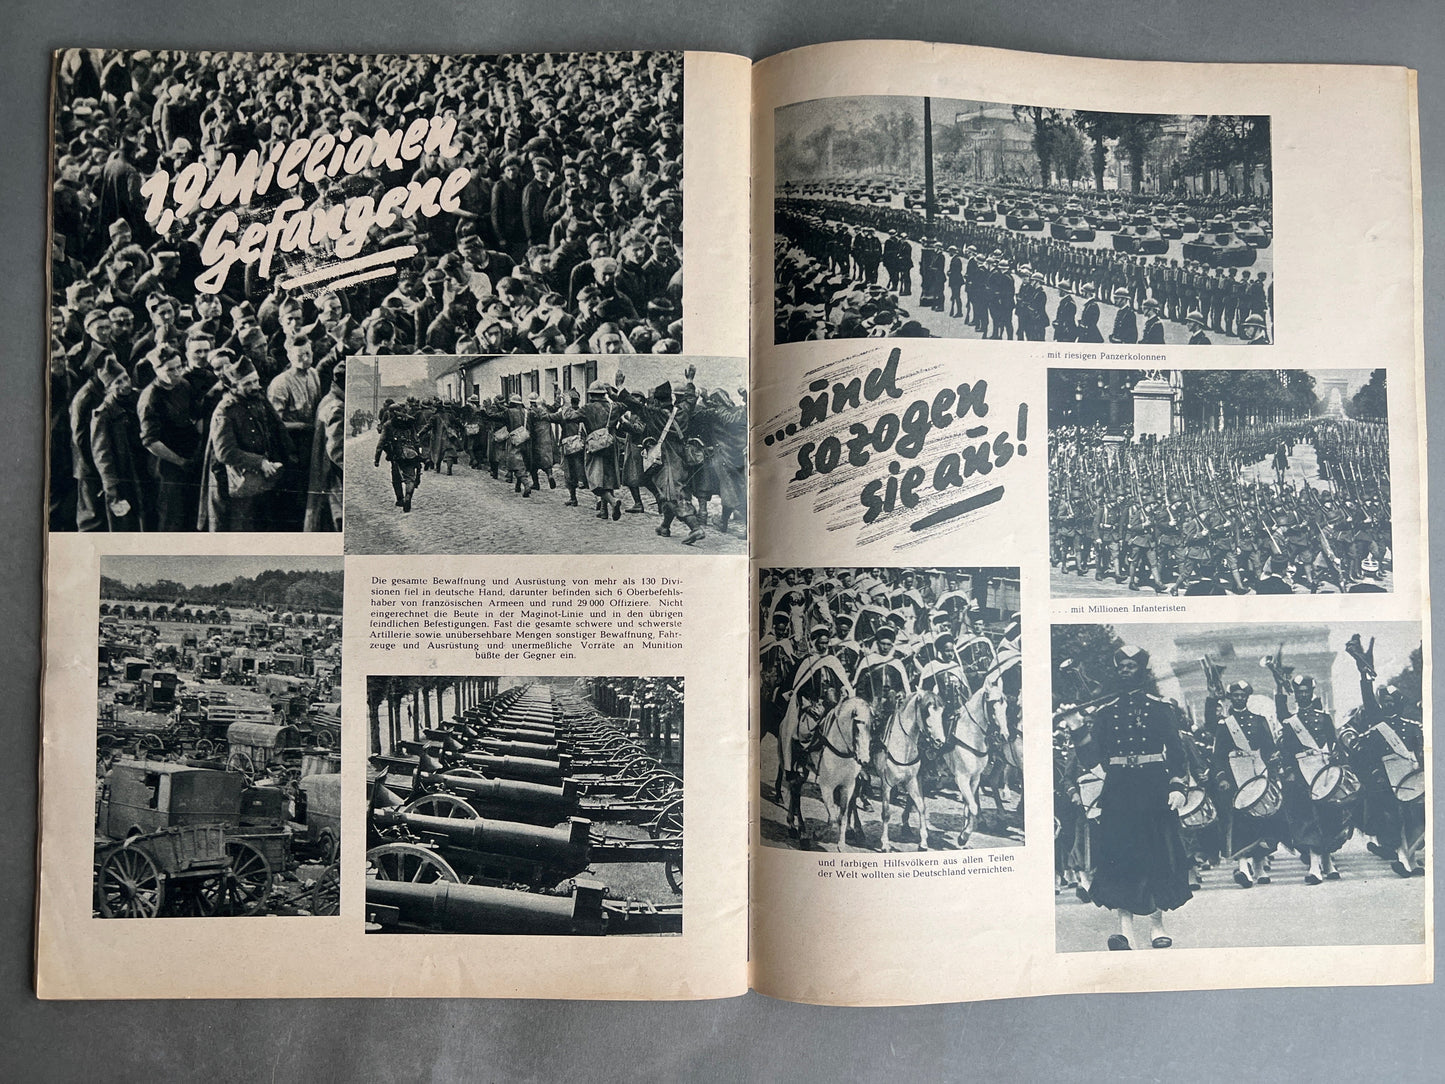 1,9 Millionen
Gefangene
Die gesamte Bewaffnung und Ausrüstung von mehr als 130 Divi-
sionen fiel in deutsche Hand, darunter befinden sich 6 Oberbefehls-
haber von französischen Armeen und rund 29 000 Offiziere. Nicht
eingerechnet die Beute in der Maginot-Linie und in den übrigen
feindlichen Befestigungen. Fast die gesamte schwere und schwerste
Artillerie sowie unübersehbare Mengen sonstiger Bewaffnung, Fahr-
zeuge und Ausrüstung und unermeßliche Vorräte an Munition
büßte der Gegner ein.
... und
so zogen
sie aus!
. . . mit riesigen Panzerkolonnen
. . . mit Millionen Infanteristen
und farbigen Hilfsvölkern aus allen Teilen
der Welt wollten sie Deutschland vernichten.